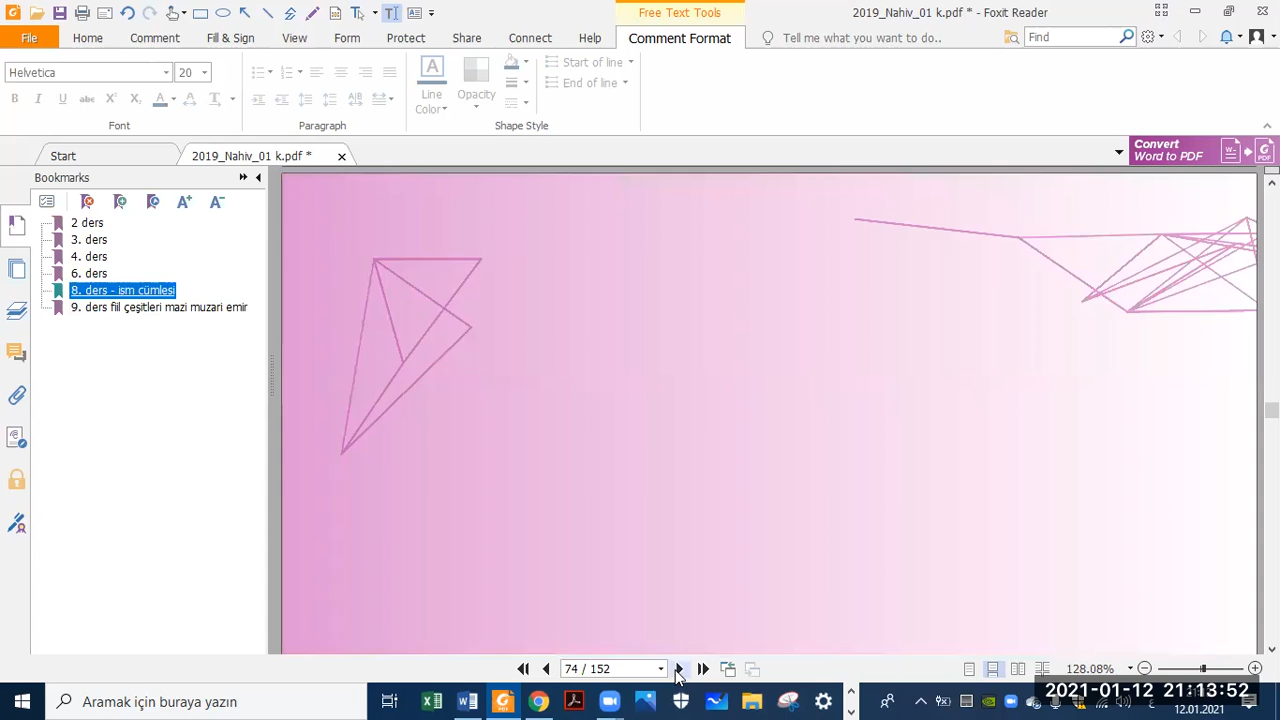 Free Text Tools
2019_Nahiv_01 k.pdf * - Foxit Reader
File
Home
Comment
Fill & Sign
View
Form
Protect
Share
Connect
Help
Comment Format
Tell me what you want to do..
Find
Helvetica
20
Line
Color
Opacity
Start of line
End of line
Font
Paragraph
Shape Style
Start
2019_Nahiv_01 k.pdf *
Convert
Word to PDF
Bookmarks
2 ders
3. ders
4. ders
6. ders
8. ders - ism cümlesi
9. ders fiil çeşitleri mazi muzari emir
74 / 152
128.08%
Aramak için buraya yazın
2021-01-12 21:13:52
12.01.2021